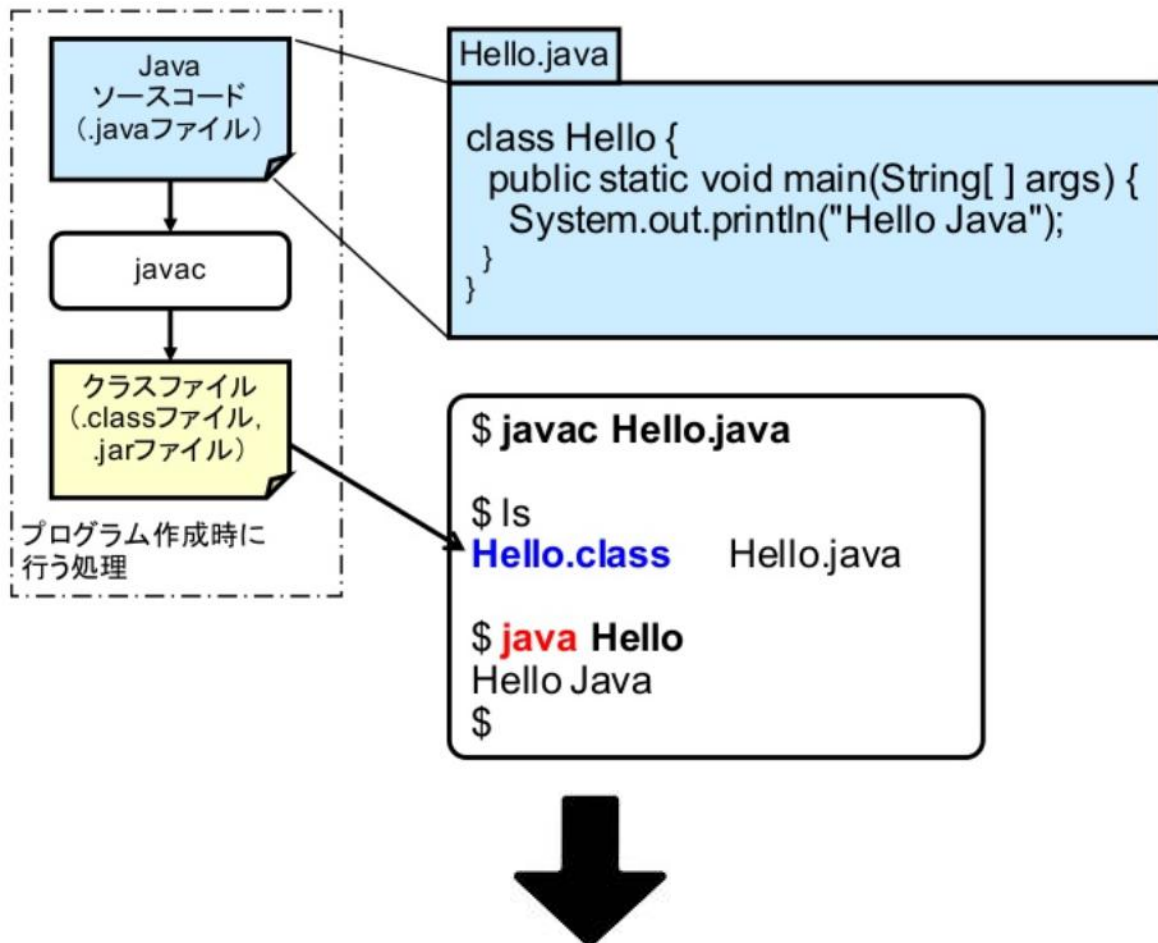 Java
ソースコード
（.javaファイル）
javac
クラスファイル
（.classファイル,
.jarファイル）
プログラム作成時に
行う処理
Hello.java
class Hello {
public static void main(String[ ] args) {
System.out.println("Hello Java");
}
}
$ javac Hello.java
$ ls
Hello.class Hello.java
$ java Hello
Hello Java
$